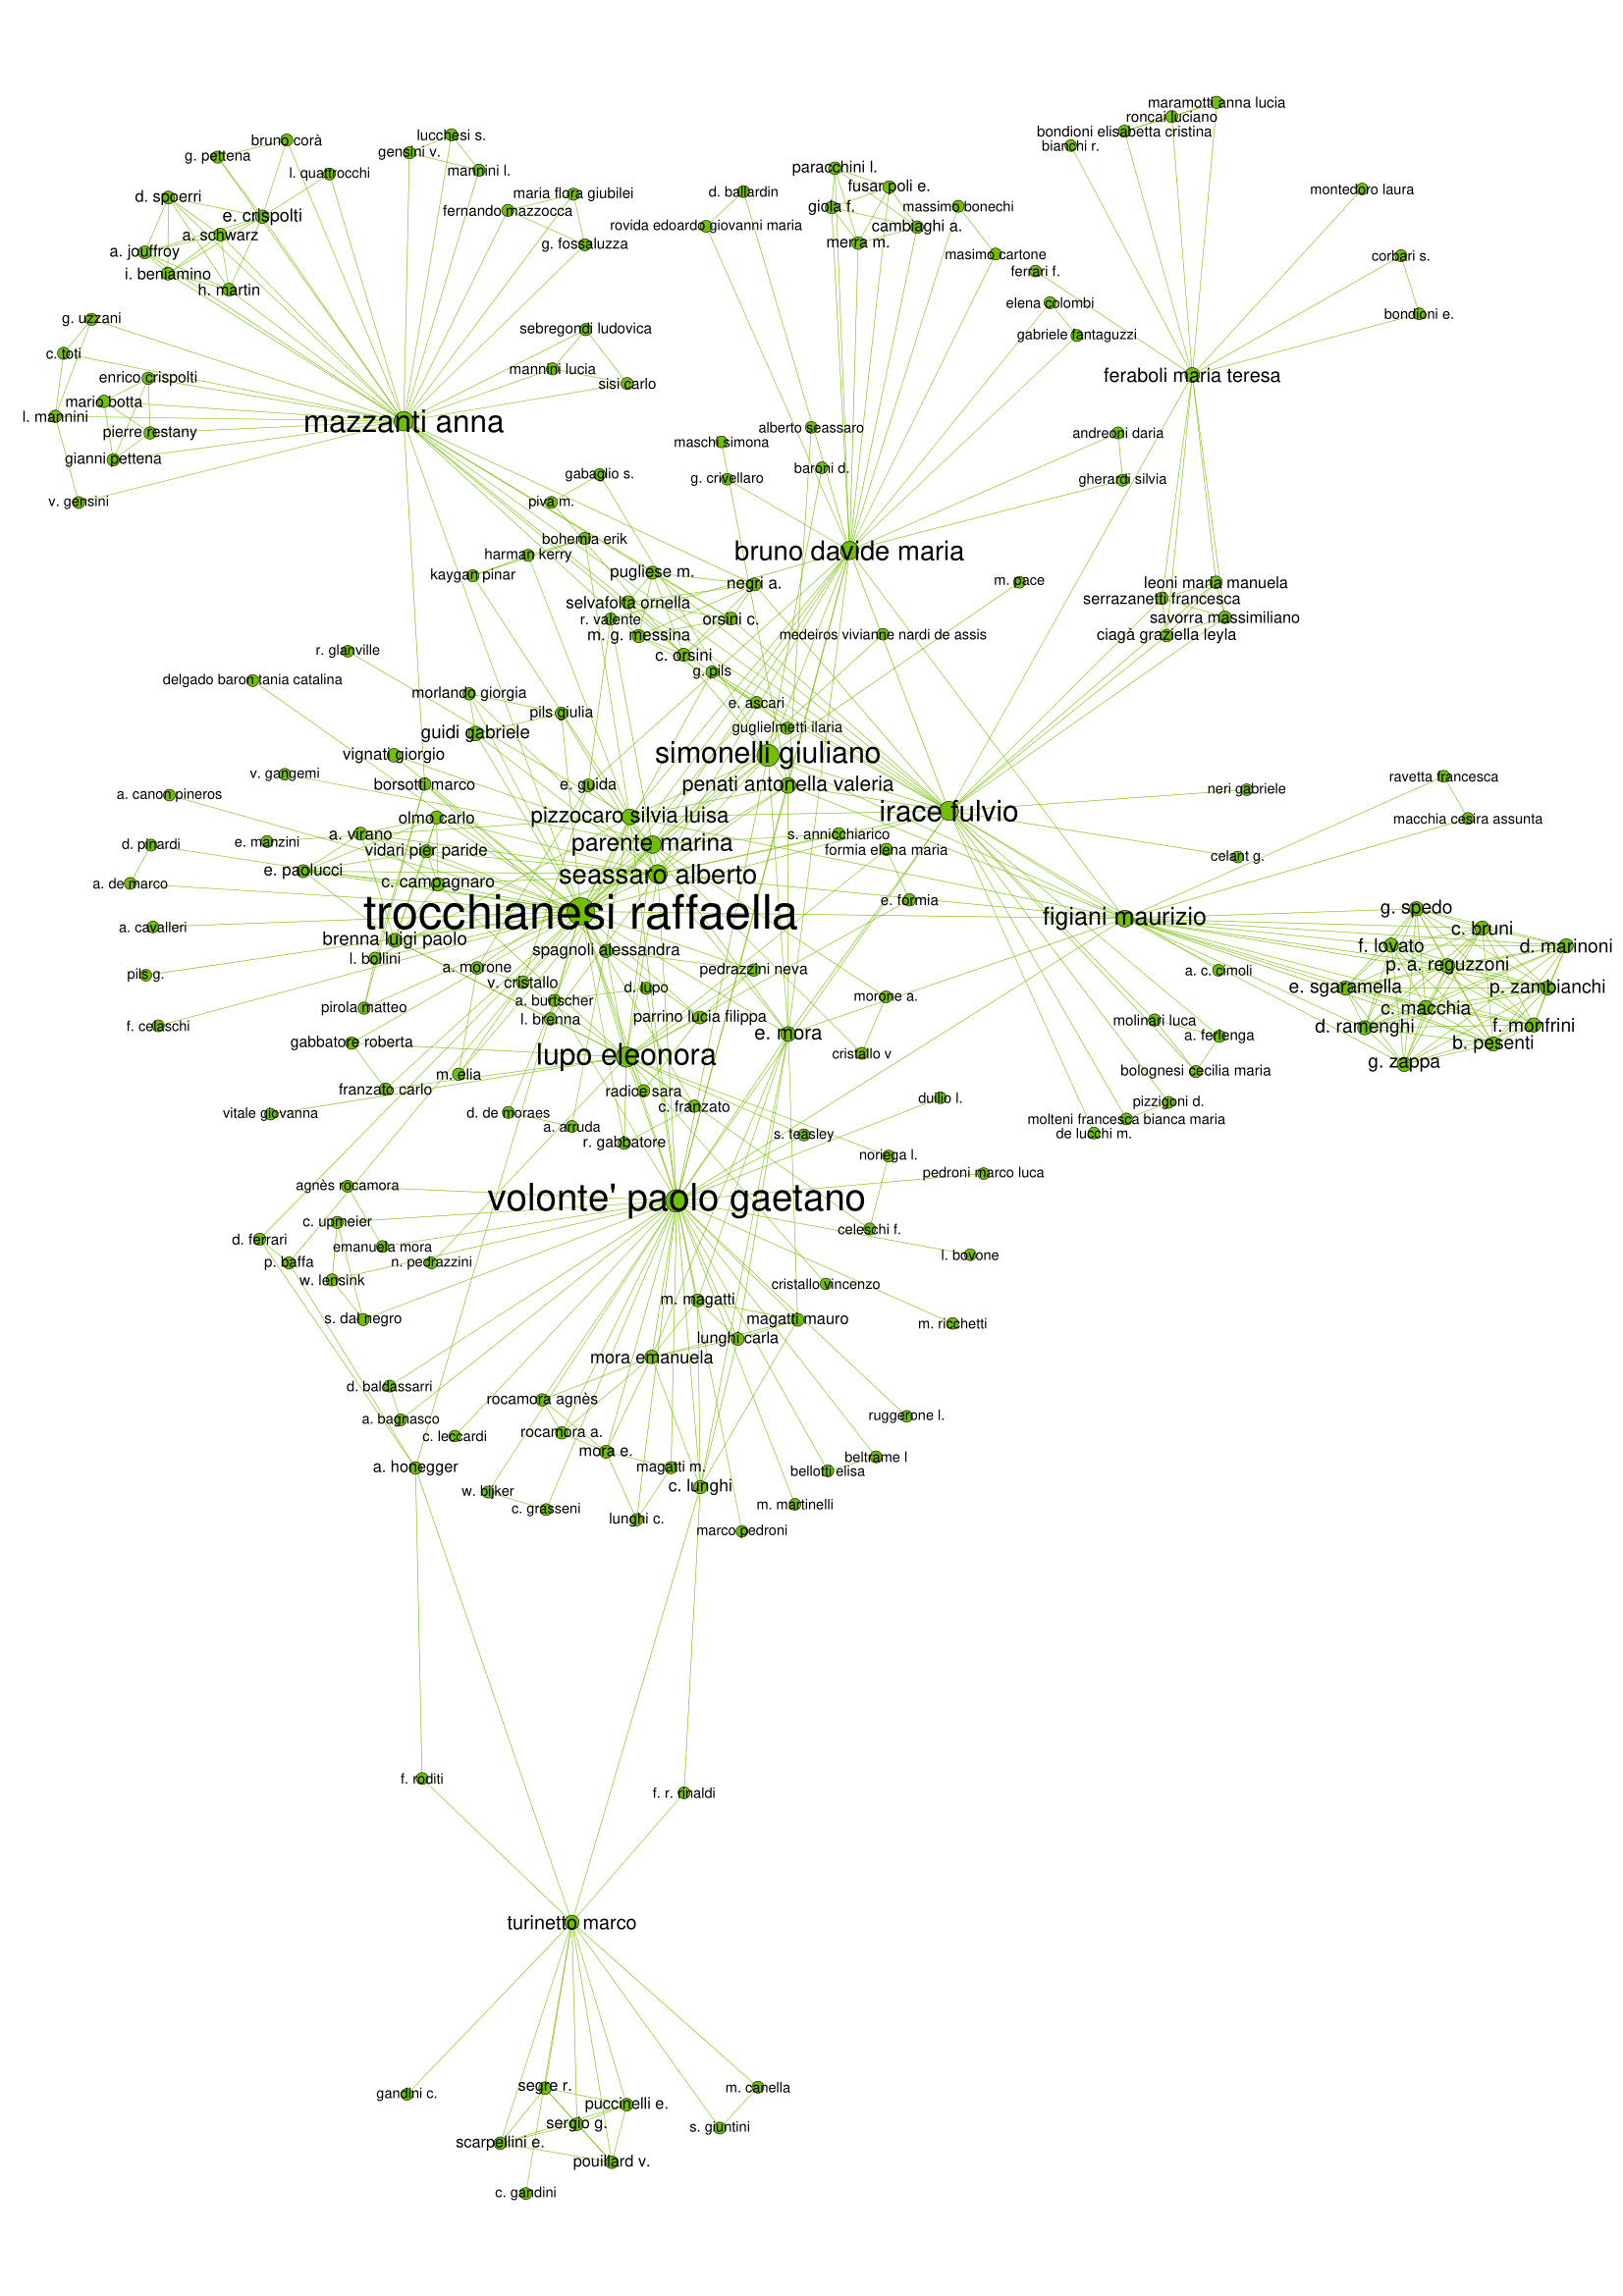 maramotti anna lucia
roncai luciano
bondioni elisabetta cristina
bianchi r.
lucchesi s.
bruno corà
gensini v.
g. pettena
mannini l.
l. quattrocchi
paracchini l.
fusar poli e.
montedoro laura
d. ballardin
maria flora giubilei
d. spoerri
massimo bonechi
gioia f.
fernando mazzocca
e. crispolti
rovida edoardo giovanni maria
cambiaghi a.
a. schwarz
merra m.
g. fossaluzza
a. jouffroy
masimo cartone
corbari s.
ferrari f.
i. beniamino
h. martin
elena colombi
bondioni e.
g. uzzani
sebregondi ludovica
gabriele fantaguzzi
c. toti
mannini lucia
feraboli maria teresa
enrico crispolti
sisi carlo
mario botta
l. mannini
mazzanti anna
alberto seassaro
pierre restany
andreoni daria
maschi simona
gianni pettena
baron d.
gabaglio s.
g. crivellaro
gherardi silvia
v. gensini
piva m.
bohemia erik
bruno davide maria
harman kerry
pugliese m.
kaygan pinar
negri a.
m. pace
leoni maria manuela
serrazanetti francesca
selvafolta ornella
r. valente
orsini c.
savorra massimiliano
m. g. messina
medeiros vivianne nardi de assis
ciagà graziella leyla
r. glanville
c. orsini
g. pils
delgado baron tania catalina
morlando giorgia
e. ascari
pils giulia
guglielmetti ilaria
guidi gabriele
vignati giorgio
simonelli giuliano
v. gangemi
ravetta francesca
borsotti marco
e. guida
penati antonella valeria
neri gabriele
a. canon pineros
olmo carlo
pizzocaro silvia luisa
irace fulvio
macchia cesira assunta
a. virano
s. annicchiarico
e. manzini
d. pinardi
parente marina
vidari pier paride
formia elena maria
celant g.
e. paolucci
seassaro alberto
a. de marco
c. campagnaro
e. formia
g. spedo
trocchianesi raffaella
figiani maurizio
a. cavalleri
c. bruni
brenna luigi paolo
f. lovato
d. marinoni
spagnoli alessandra
l. bollini
p. a. reguzzoni
a. morone
pedrazzini neva
a. c. cimoli
pils g.
v. cristallo
e. sgaramella
p. zambianchi
d. lupo
a. burtscher
morone a.
pirola matteo
c. macchia
l. brenna
parrino lucia filippa
molinari luca
f. celaschi
d. ramenghi
f. monfrini
e. mora
a. ferlenga
gabbatore roberta
b. pesenti
lupo eleonora
cristallo v
g. zappa
m. elia
bolognesi cecilia maria
franzato carlo
radice sara
duilio l.
pizzigoni d.
c. franzato
vitale giovanna
d. de moraes
molteni francesca bianca maria
a. arruda
de lucchi m.
s. teasley
r. gabbatore
noriega l.
pedroni marco luca
agnès rocamora
volonte' paolo gaetano
c. upmeier
celeschi f.
d. ferrari
emanuela mora
l. bovone
p. baffa
n. pedrazzini
w. lensink
cristallo vincenzo
m. magatti
s. dal negro
magatti mauro
m. ricchetti
lunghi carla
mora emanuela
d. baldassarri
rocamora agnès
ruggerone l.
a. bagnasco
rocamora a.
c. leccardi
mora e.
beltrame l
a. honegger
magatti m.
bellotti elisa
c. lunghi
w. bijker
m. martinelli
c. grasseni
lunghi c.
marco pedroni
f. roditi
f. r. rinaldi
turinetto marco
segre r.
m. canella
gandini c.
puccinelli e.
sergio g.
s. giuntini
scarpellini e.
pouillard v.
c. gandini